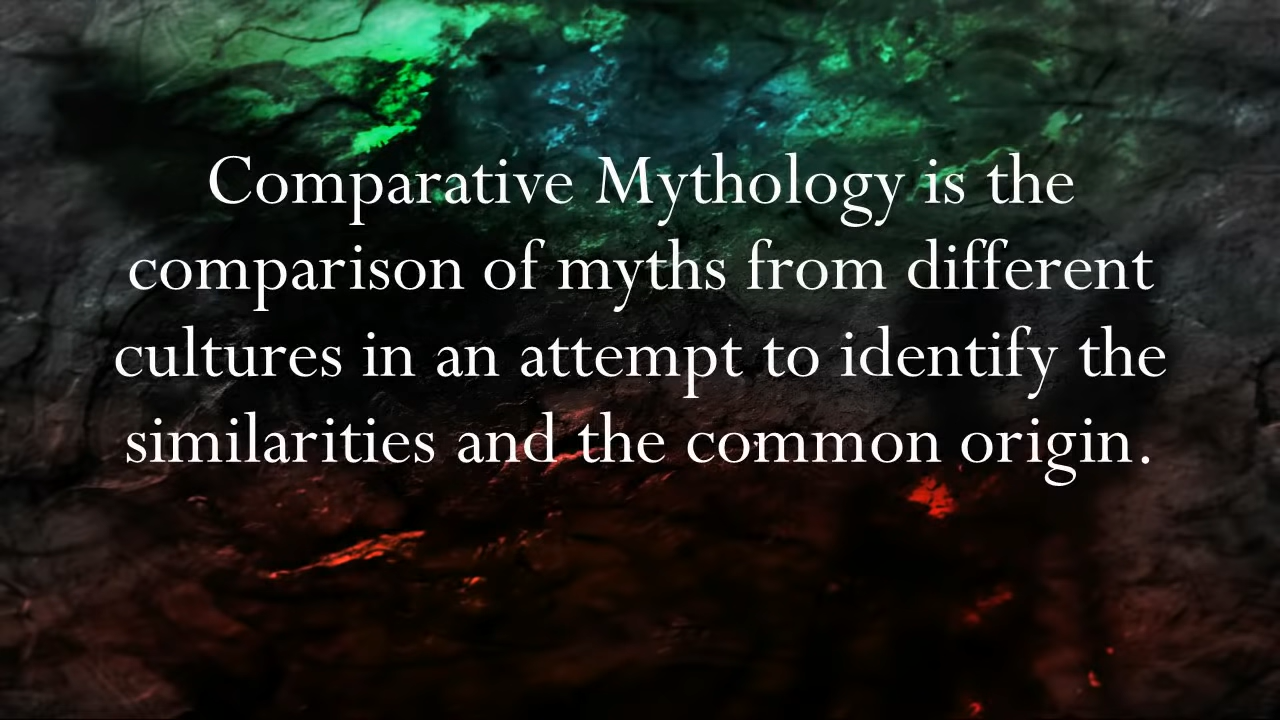 Comparative Mythology is the
comparison of myths from different
cultures in an attempt to identify the
similarities and the common origin.